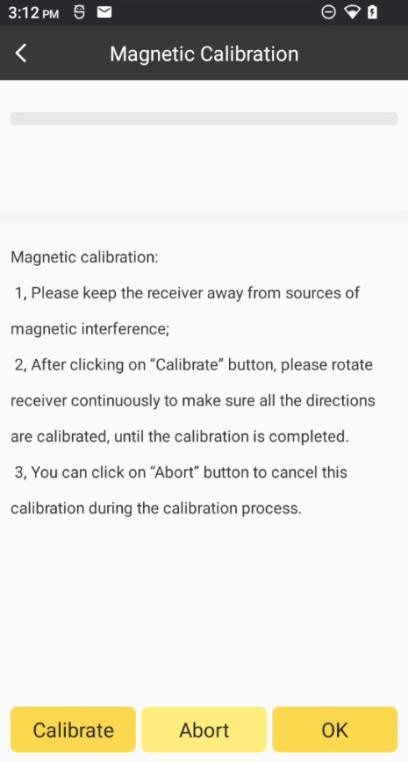 3:12 PM
Magnetic Calibration
Magnetic calibration:
1, Please keep the receiver away from sources of
magnetic interference;
2, After clicking on “Calibrate” button, please rotate
receiver continuously to make sure all the directions
are calibrated, until the calibration is completed.
3, You can click on “Abort” button to cancel this
calibration during the calibration process.
Calibrate
Abort
OK